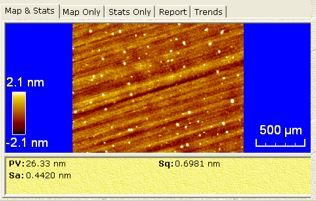 Map & Stats Map Only Stats Only Report Trends
2.1 nm
-2.1 nm
500 µm
PV: 26.33 nm Sq: 0.6981 nm
Sa: 0.4420 nm